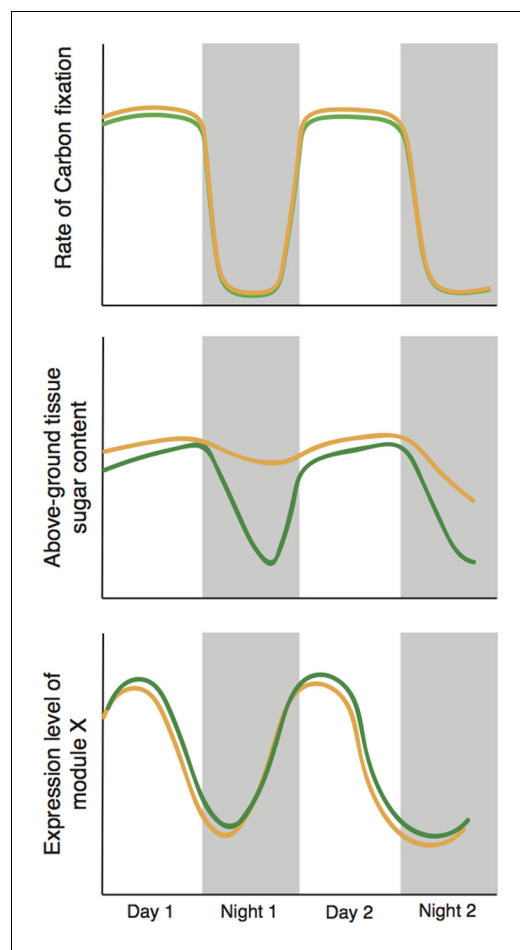 Rate of Carbon fixation
Above-ground tissue
sugar content
Expression level of
module X
Day 1
Night 1
Day 2
Night 2